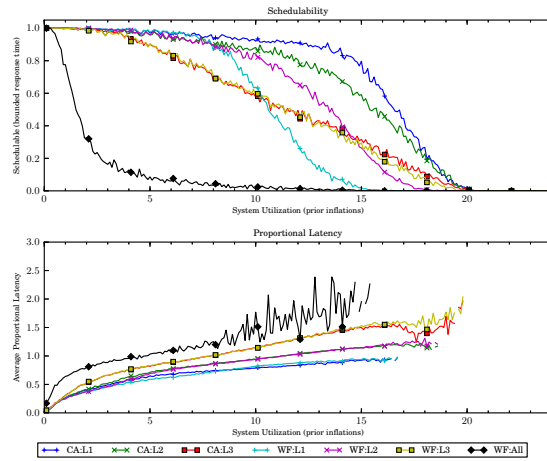 Schedulability
Schedulable (bounded response time)
1.0
0.8
0.6
0.4
0.2
0.0
0 5 10 15 20
System Utilization (prior inflations)
Proportional Latency
Average Proportional Latency
3.0
2.5
2.0
1.5
1.0
0.5
0.0
0 5 10 15 20
System Utilization (prior inflations)
CA:L1 CA:L2 CA:L3 WF:L1 WF:L2 WF:L3 WF:All